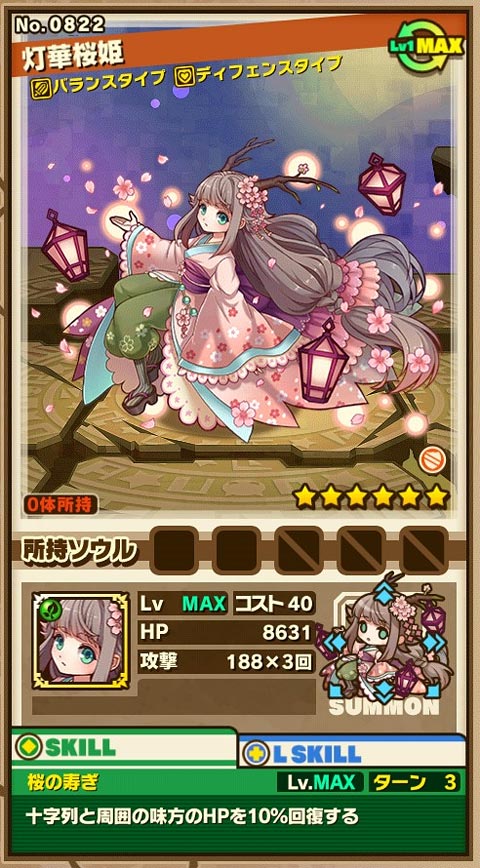 No.0822
灯華桜姫
バランスタイプ ディフェンスタイプ
Lv1 MAX
0体所持
所持ソウル
Lv MAX コスト 40
HP 8631
攻撃 188×3回
SUMMON
SKILL
L SKILL
桜の寿ぎ Lv.MAX ターン 3
十字列と周囲の味方のHPを10%回復する